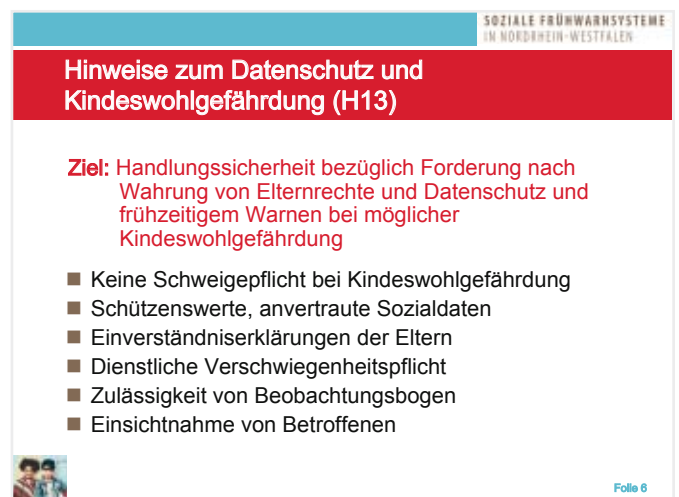 SOZIALE FRÜHWARNSYSTEME
IN NORDRHEIN-WESTFALEN
Hinweise zum Datenschutz und
Kindeswohlgefährdung (H13)
Ziel: Handlungssicherheit bezüglich Forderung nach
Wahrung von Elternrechte und Datenschutz und
frühzeitigem Warnen bei möglicher
Kindeswohlgefährdung
Keine Schweigepflicht bei Kindeswohlgefährdung
Schützenswerte, anvertraute Sozialdaten
Einverständniserklärungen der Eltern
Dienstliche Verschwiegenheitspflicht
Zulässigkeit von Beobachtungsbogen
Einsichtnahme von Betroffenen
Folie 6